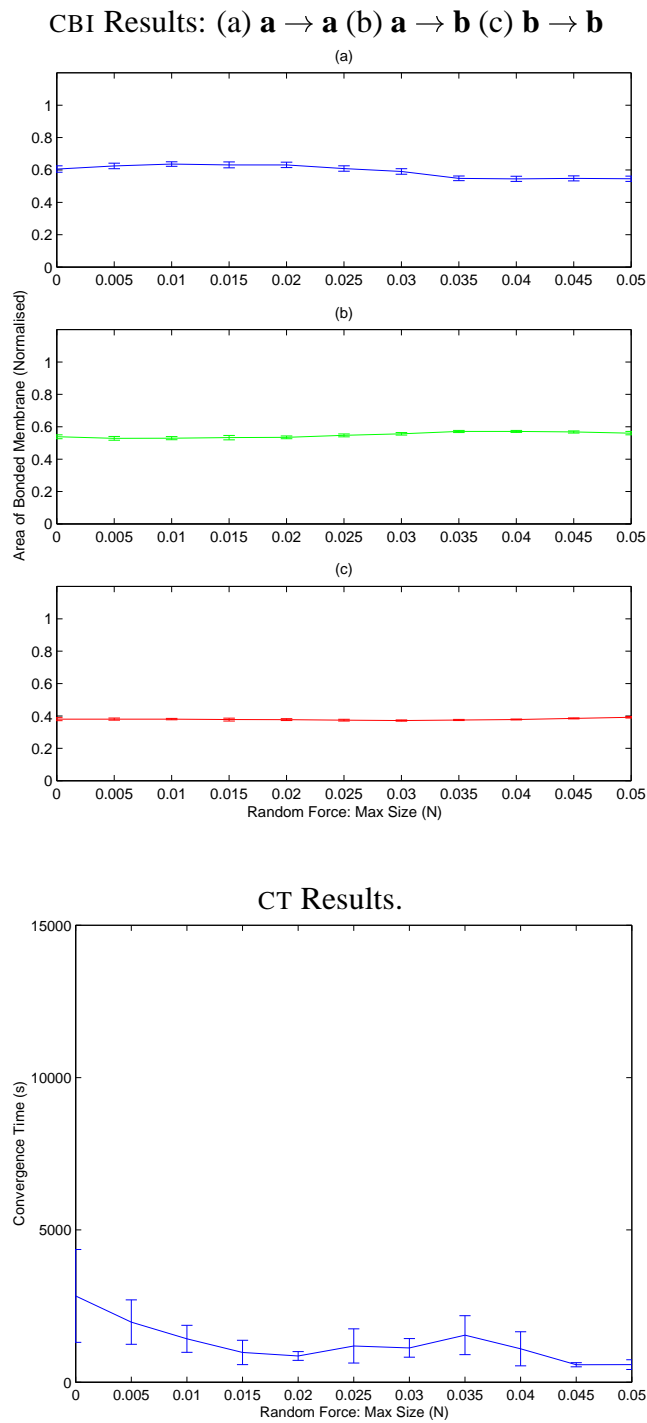 CBI Results: (a) a → a (b) a → b (c) b → b
(a)
1
0.8
0.6
0.4
0.2
0
0 0.005 0.01 0.015 0.02 0.025 0.03 0.035 0.04 0.045 0.05
Area of Bonded Membrane (Normalised)
(b)
1
0.8
0.6
0.4
0.2
0
0 0.005 0.01 0.015 0.02 0.025 0.03 0.035 0.04 0.045 0.05
(c)
1
0.8
0.6
0.4
0.2
0
0 0.005 0.01 0.015 0.02 0.025 0.03 0.035 0.04 0.045 0.05
Random Force: Max Size (N)
CT Results.
15000
10000
5000
0
Convergence Time (s)
0 0.005 0.01 0.015 0.02 0.025 0.03 0.035 0.04 0.045 0.05
Random Force: Max Size (N)